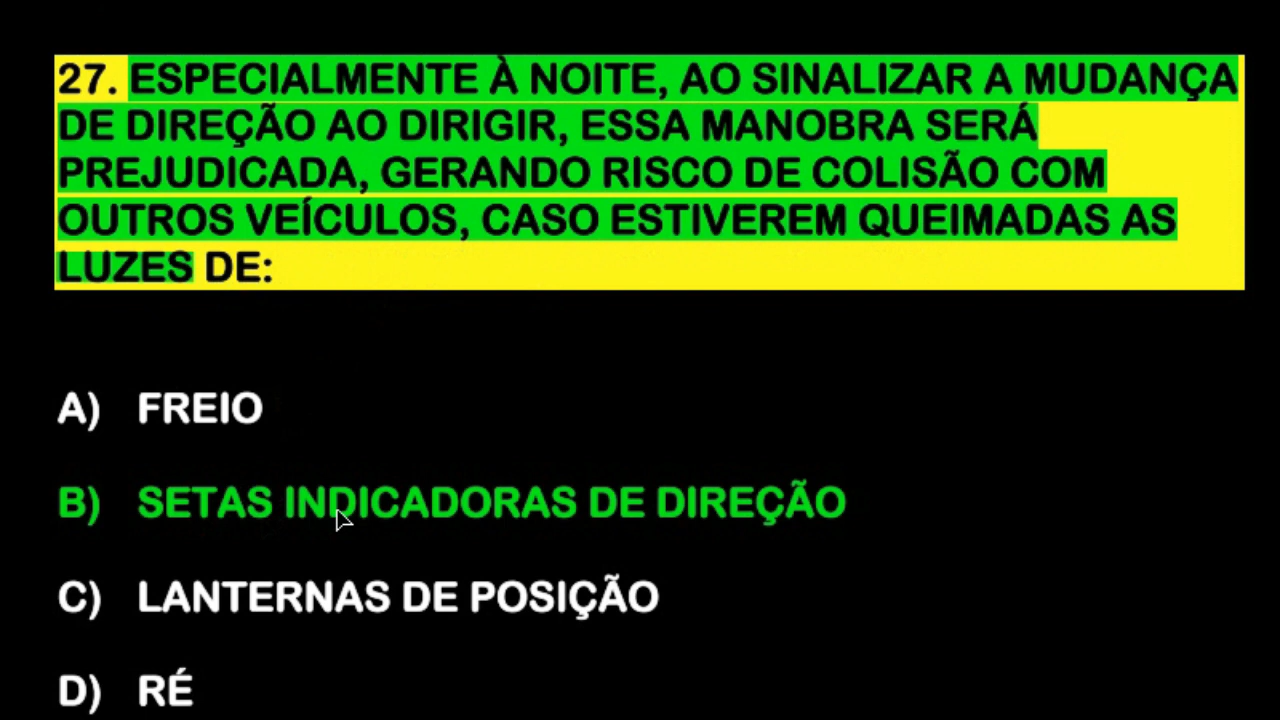 27. ESPECIALMENTE À NOITE, AO SINALIZAR A MUDANÇA
DE DIREÇÃO AO DIRIGIR, ESSA MANOBRA SERÁ
PREJUDICADA, GERANDO RISCO DE COLISÃO COM
OUTROS VEÍCULOS, CASO ESTIVEREM QUEIMADAS AS
LUZES DE:
A) FREIO
B) SETAS INDICADORAS DE DIREÇÃO
C) LANTERNAS DE POSIÇÃO
D) RÉ